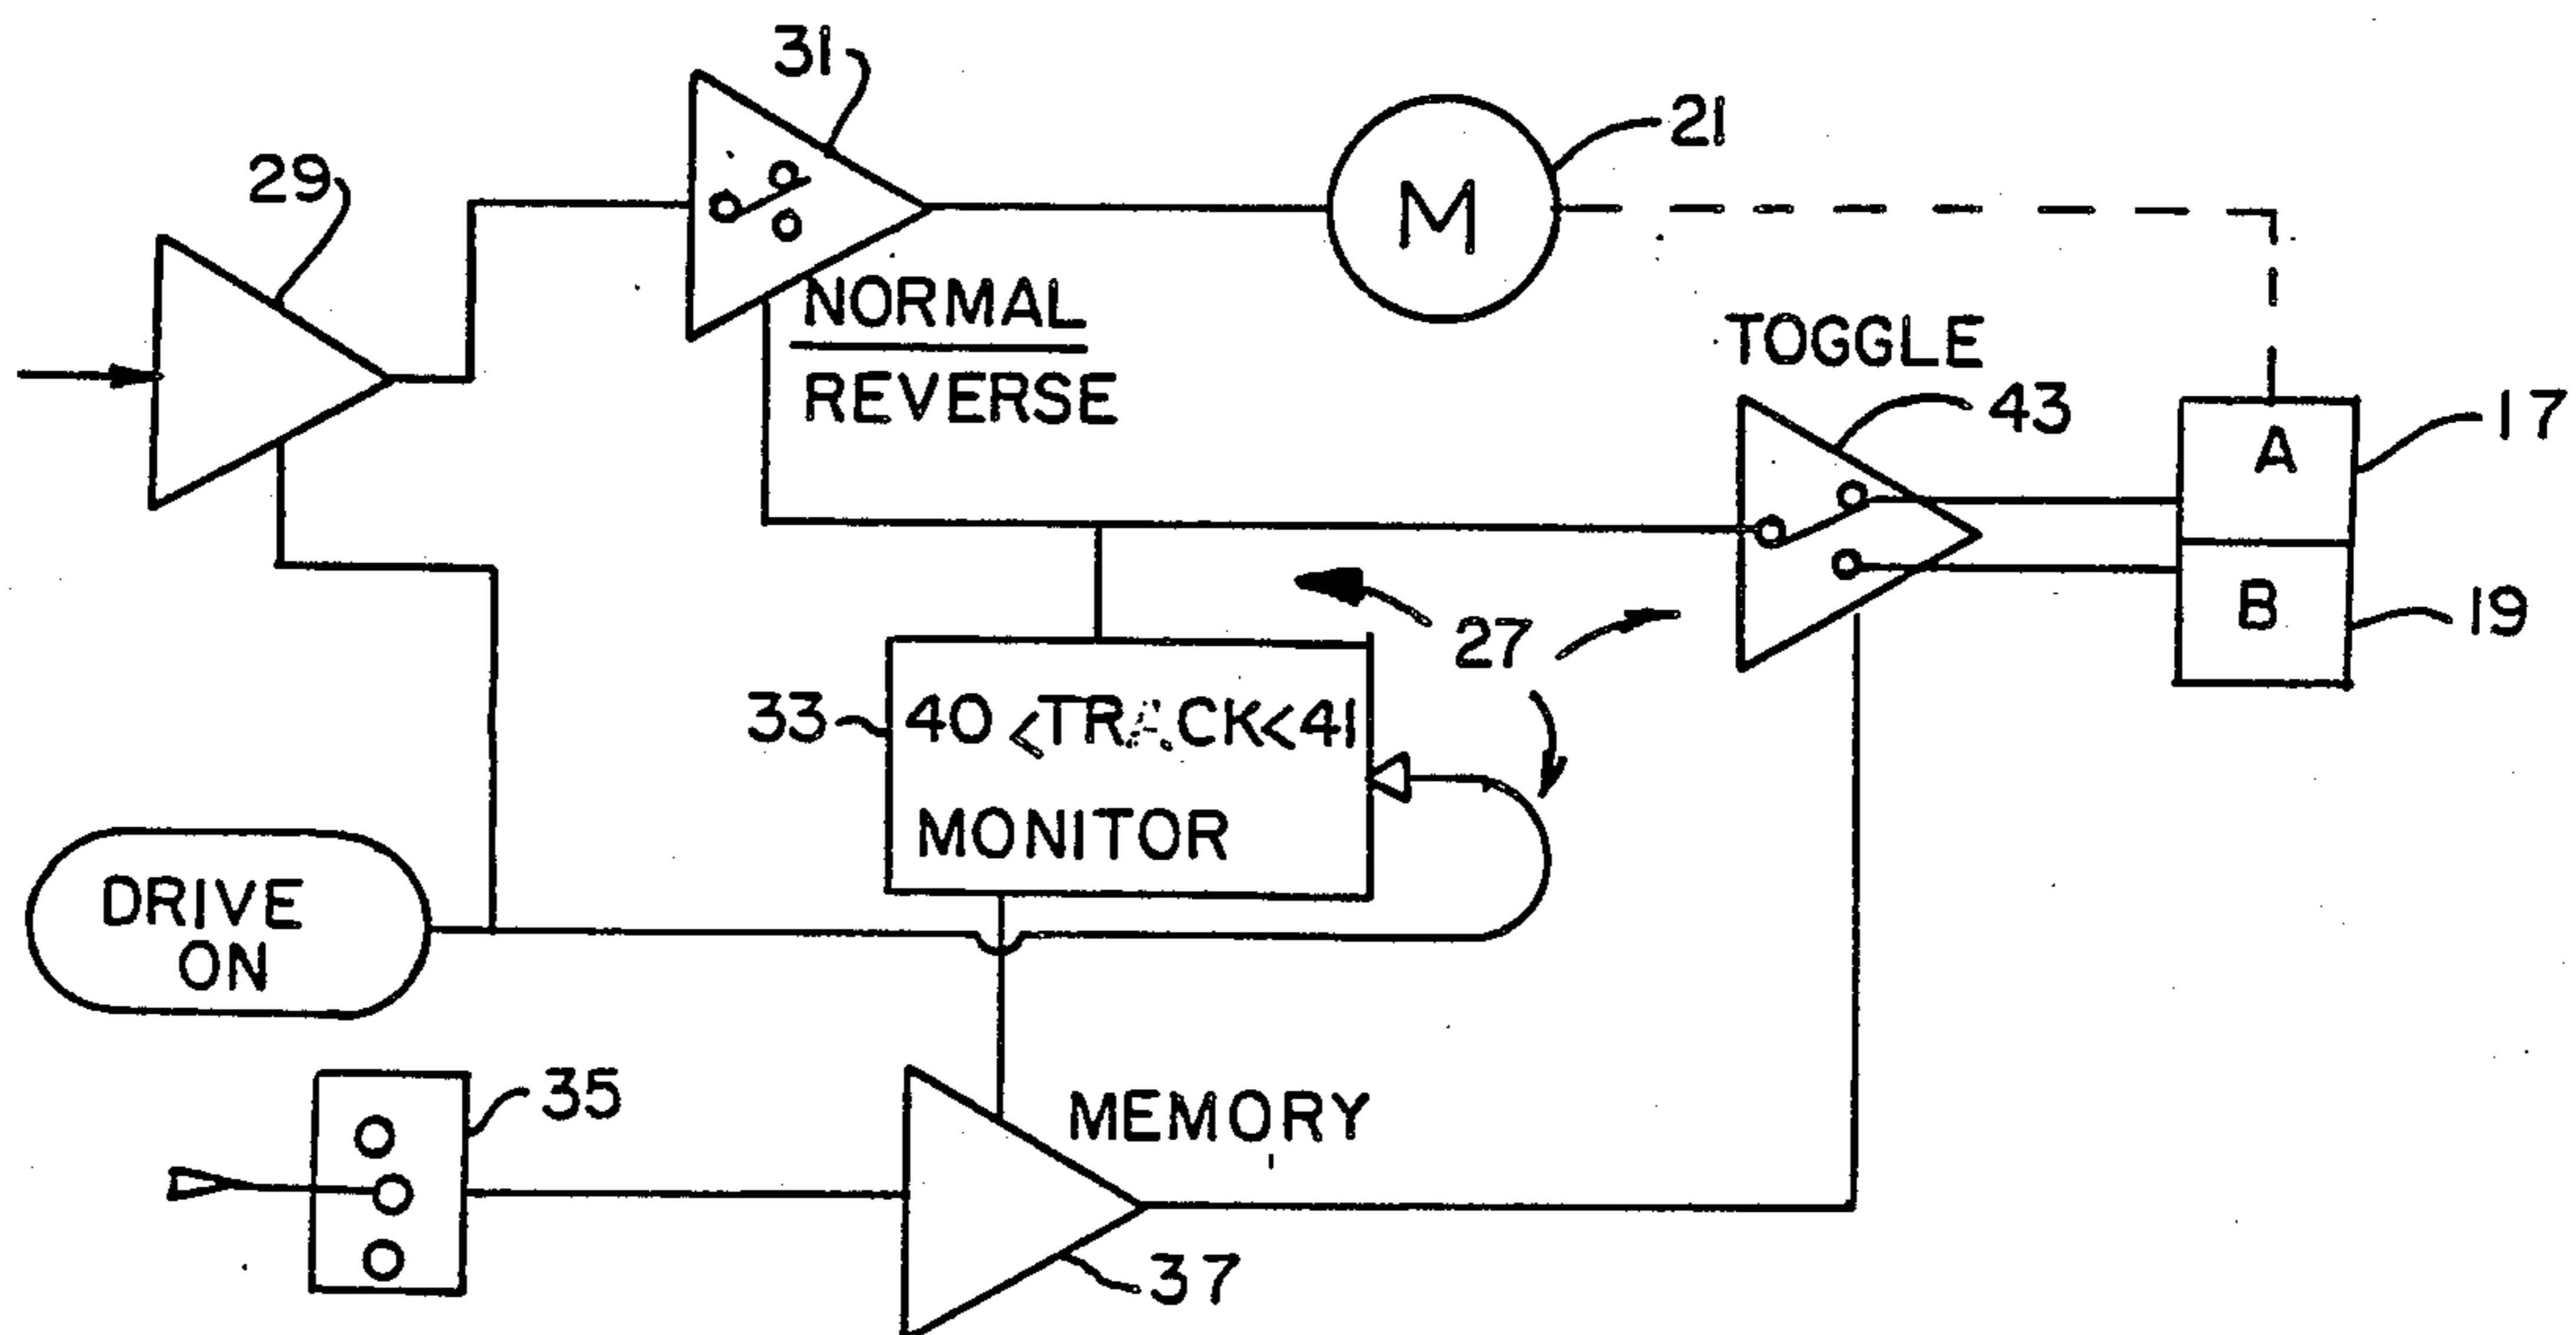 31
29
21
M
NORMAL
REVERSE
TOGGLE
43
17
A
27
B
19
33
40 <TRACK<41
MONITOR
DRIVE
ON
35
MEMORY
37